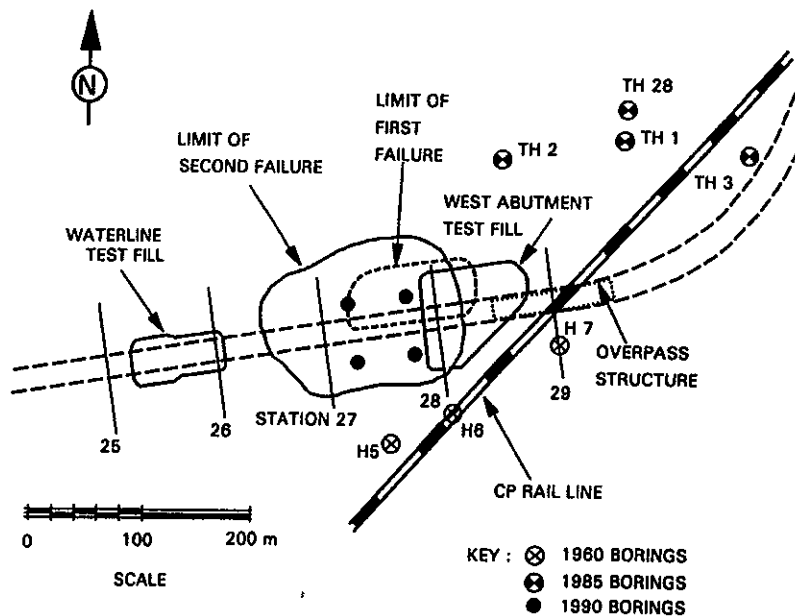 N
TH 28
LIMIT OF
FIRST
FAILURE
LIMIT OF
SECOND FAILURE
TH 1
TH 2
TH 3
WEST ABUTMENT
TEST FILL
WATERLINE
TEST FILL
H 7
OVERPASS
STRUCTURE
25
26
STATION 27
28
29
H5
H6
CP RAIL LINE
0
100
200 m
SCALE
KEY :
1960 BORINGS
1985 BORINGS
1990 BORINGS